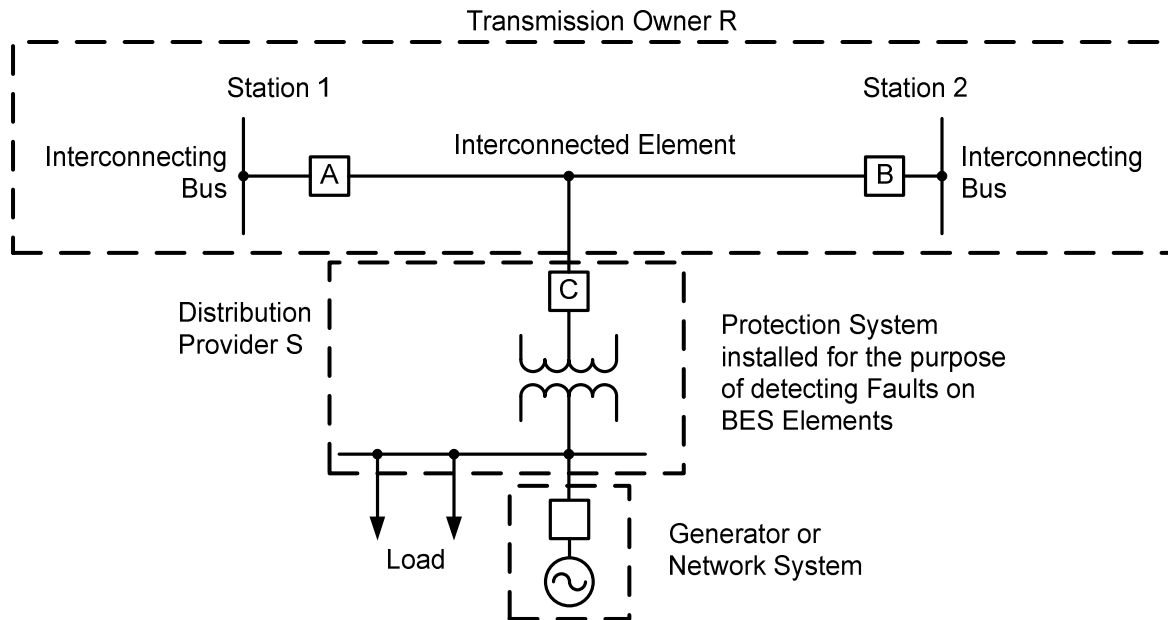 Transmission Owner R
Station 1
Station 2
Interconnecting
Bus
A
Interconnected Element
B
Interconnecting
Bus
Distribution
Provider S
C
Protection System
installed for the purpose
of detecting Faults on
BES Elements
Load
Generator or
Network System